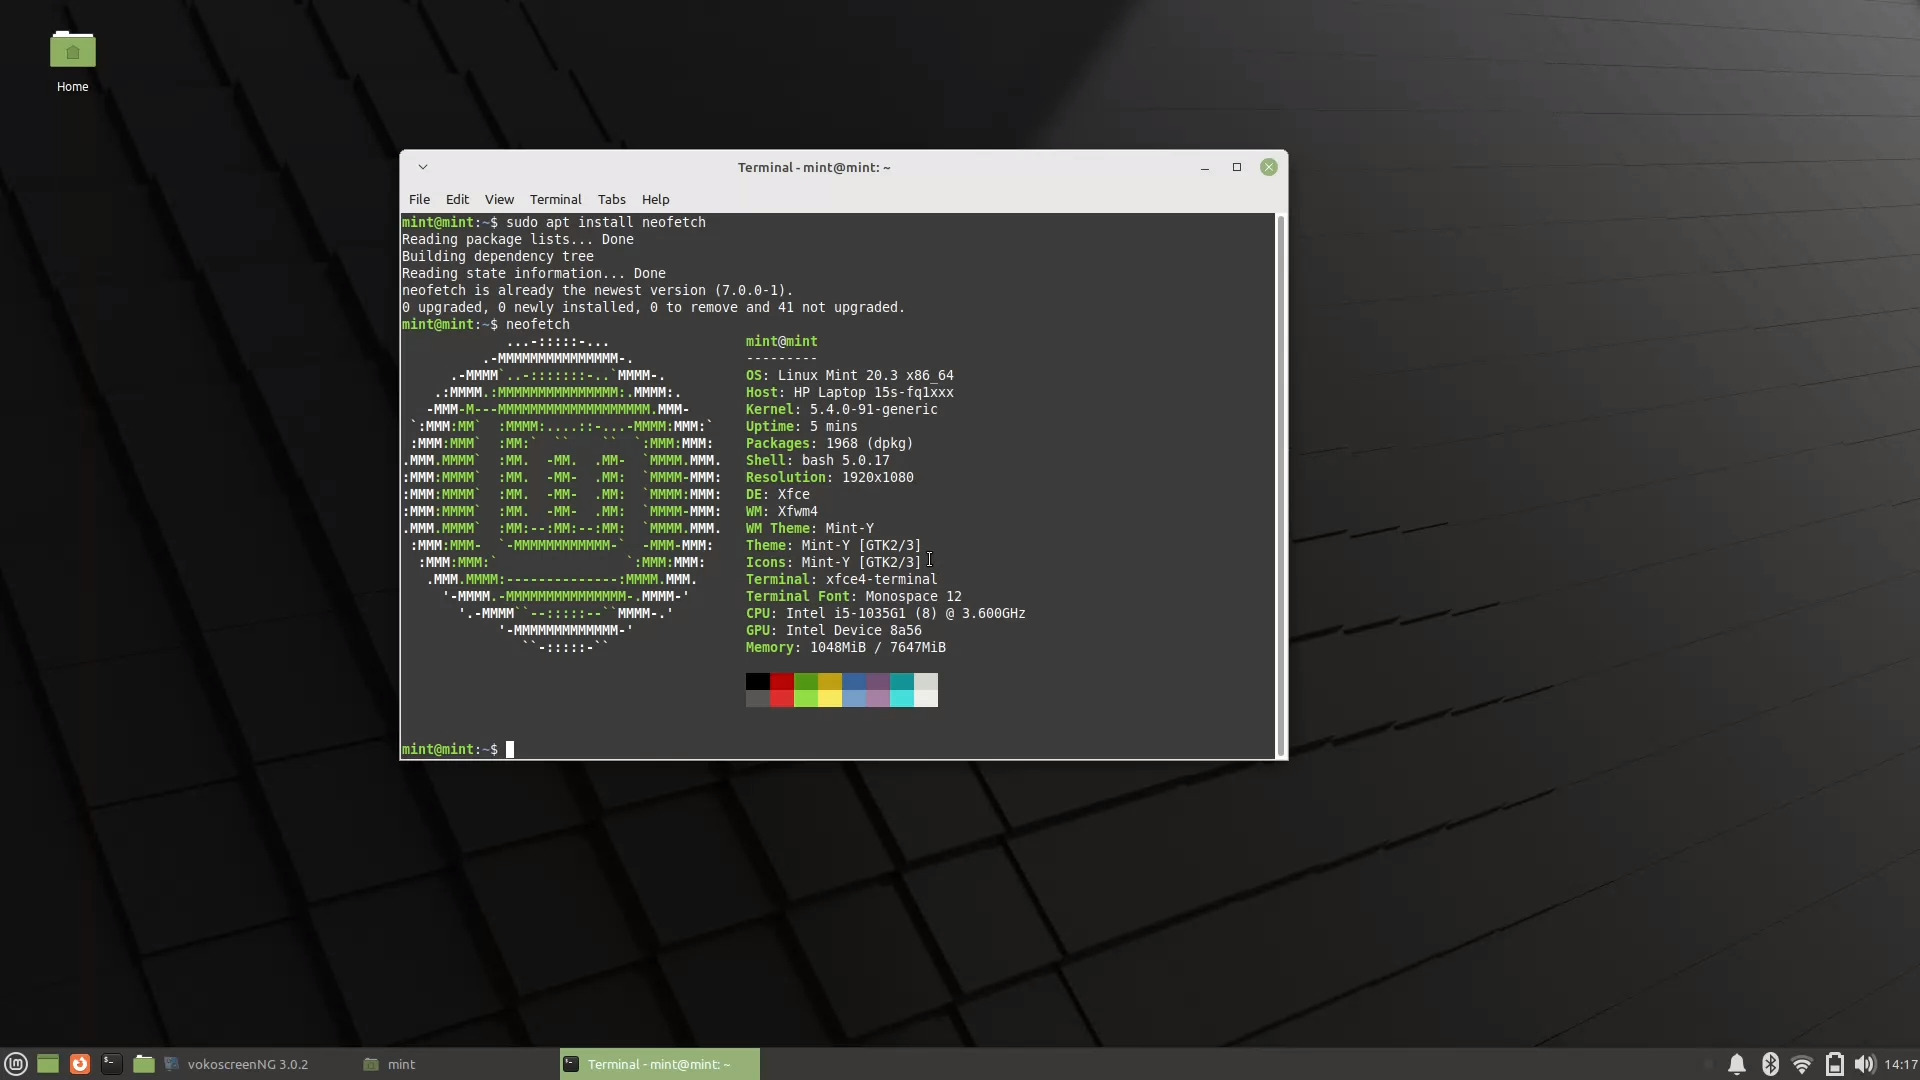 Home
Terminal - mint@mint: ~
File Edit View Terminal Tabs Help
mint@mint:~$ sudo apt install neofetch
Reading package lists... Done
Building dependency tree
Reading state information... Done
neofetch is already the newest version (7.0.0-1).
0 upgraded, 0 newly installed, 0 to remove and 41 not upgraded.
mint@mint:~$ neofetch
mint@mint
---------
OS: Linux Mint 20.3 x86_64
Host: HP Laptop 15s-fq1xxx
Kernel: 5.4.0-91-generic
Uptime: 5 mins
Packages: 1968 (dpkg)
Shell: bash 5.0.17
Resolution: 1920x1080
DE: Xfce
WM: Xfwm4
WM Theme: Mint-Y
Theme: Mint-Y [GTK2/3]
Icons: Mint-Y [GTK2/3]
Terminal: xfce4-terminal
Terminal Font: Monospace 12
CPU: Intel i5-1035G1 (8) @ 3.600GHz
GPU: Intel Device 8a56
Memory: 1048MiB / 7647MiB
mint@mint:~$
vokoscreenNG 3.0.2 mint Terminal - mint@mint: ~ 14:17